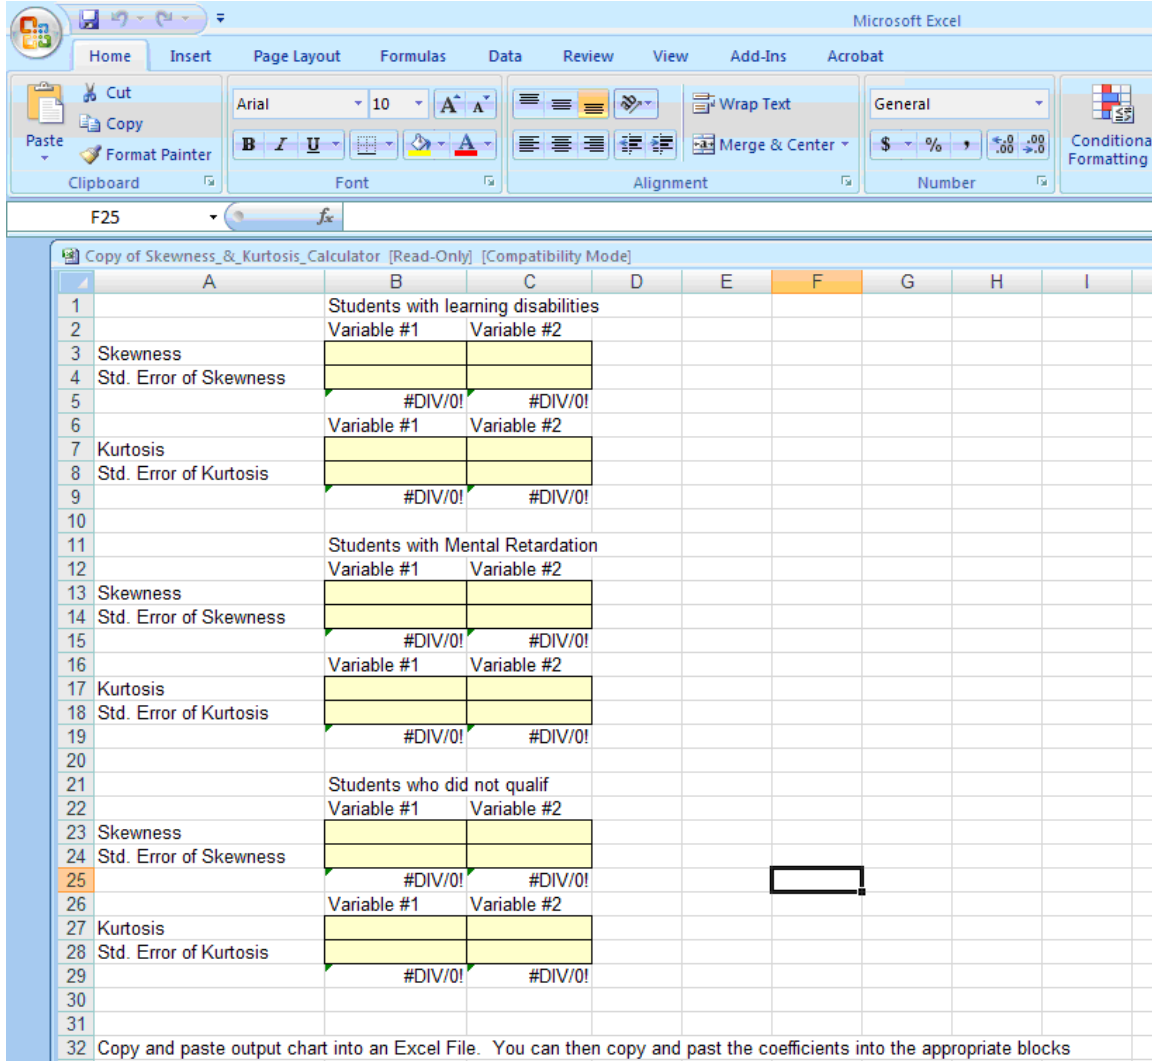 Microsoft Excel
Home Insert Page Layout Formulas Data Review View Add-Ins Acrobat
Cut
Copy
Paste
Format Painter
Clipboard
Arial 10
B I U
Font
Wrap Text
Merge & Center
Alignment
General
$ % ,
Number
Conditiona
Formatting
F25 fx
Copy of Skewness_&_Kurtosis_Calculator [Read-Only] [Compatibility Mode]
A B C D E F G H I
1 Students with learning disabilities
2 Variable #1 Variable #2
3 Skewness
4 Std. Error of Skewness
5 #DIV/0! #DIV/0!
6 Variable #1 Variable #2
7 Kurtosis
8 Std. Error of Kurtosis
9 #DIV/0! #DIV/0!
10
11 Students with Mental Retardation
12 Variable #1 Variable #2
13 Skewness
14 Std. Error of Skewness
15 #DIV/0! #DIV/0!
16 Variable #1 Variable #2
17 Kurtosis
18 Std. Error of Kurtosis
19 #DIV/0! #DIV/0!
20
21 Students who did not qualif
22 Variable #1 Variable #2
23 Skewness
24 Std. Error of Skewness
25 #DIV/0! #DIV/0!
26 Variable #1 Variable #2
27 Kurtosis
28 Std. Error of Kurtosis
29 #DIV/0! #DIV/0!
30
31
32 Copy and paste output chart into an Excel File. You can then copy and past the coefficients into the appropriate blocks